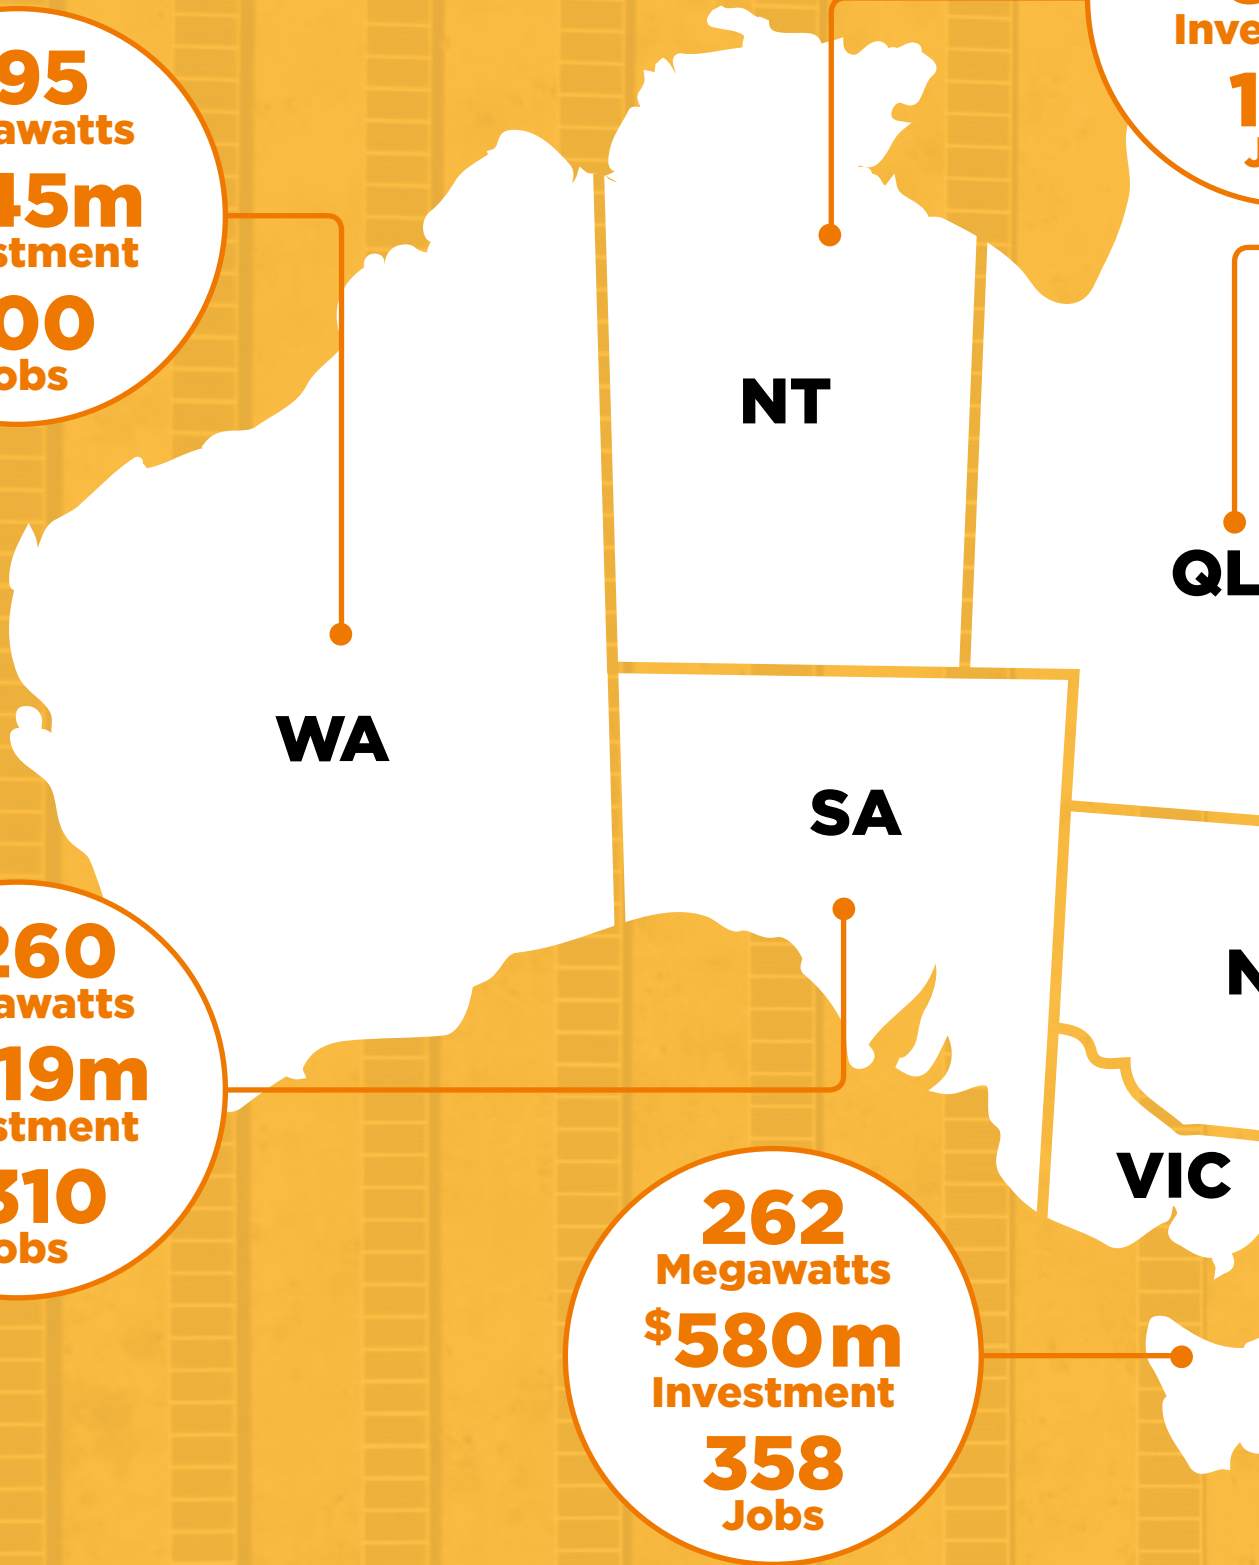 95
awatts
45m
stment
00
obs
Inve
1
NT
QL
WA
SA
N
VIC
260
awatts
19m
stment
310
obs
262
Megawatts
$580m
Investment
358
Jobs